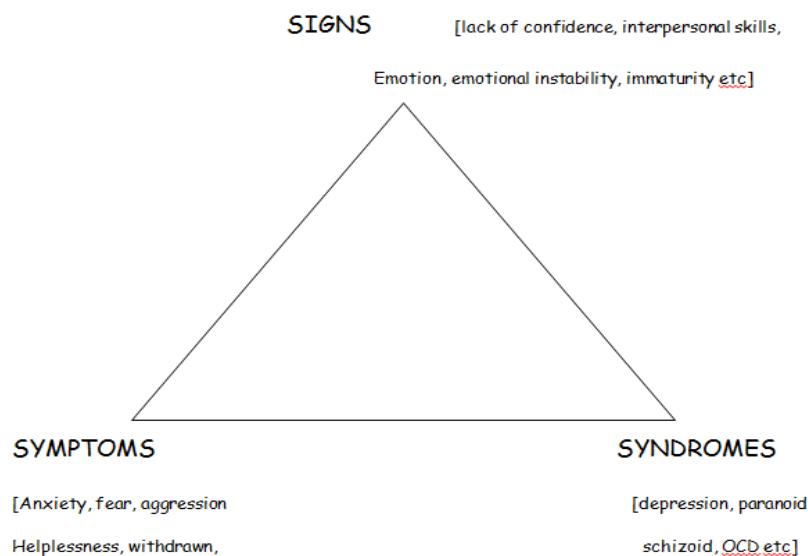 SIGNS [lack of confidence, interpersonal skills,
Emotion, emotional instability, immaturity etc]
SYMPTOMS SYNDROMES
[Anxiety, fear, aggression [depression, paranoid
Helplessness, withdrawn, schizoid, OCD etc]